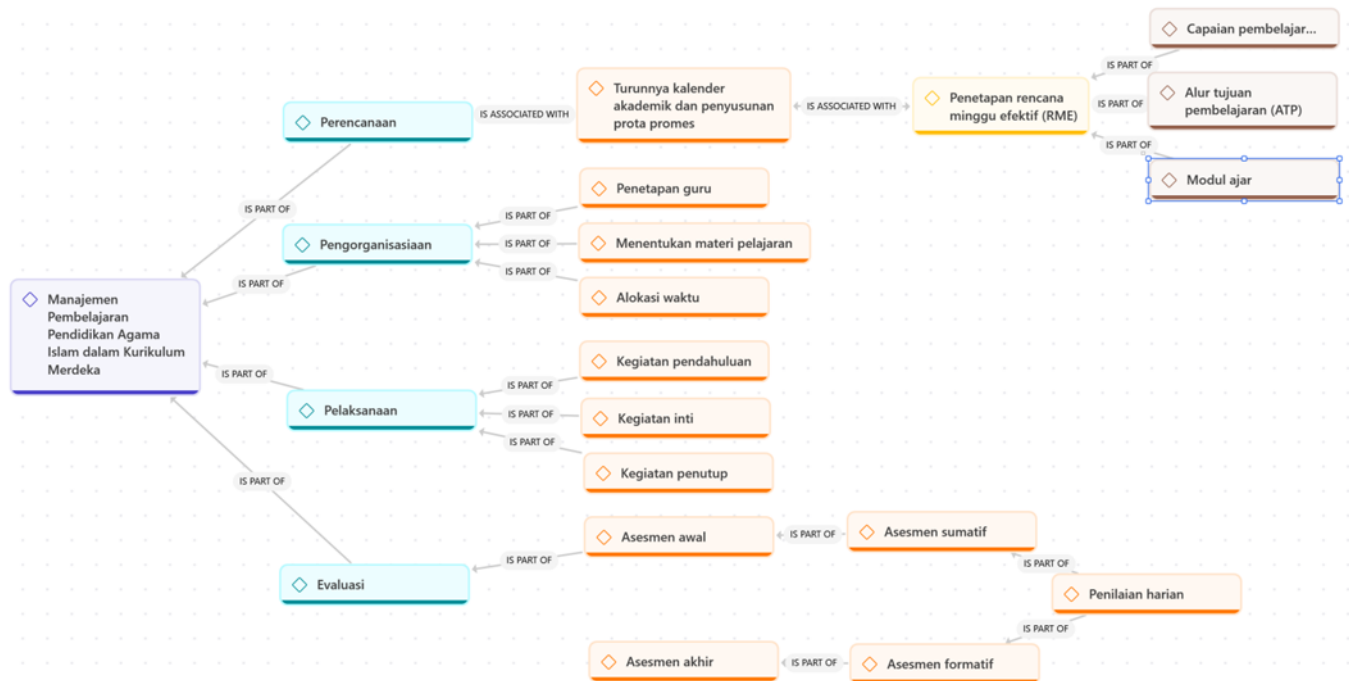 Capaian pembelajar...
IS PART OF
Turunnya kalender
akademik dan penyusunan
prota promes
Penetapan rencana
minggu efektif (RME)
Alur tujuan
pembelajaran (ATP)
Perencanaan
IS ASSOCIATED WITH
IS ASSOCIATED WITH
IS PART OF
IS PART OF
Modul ajar
Penetapan guru
IS PART OF
IS PART OF
Pengorganisasiaan
IS PART OF
Menentukan materi pelajaran
IS PART OF
IS PART OF
Alokasi waktu
Manajemen
Pembelajaran
Pendidikan Agama
Islam dalam Kurikulum
Merdeka
Kegiatan pendahuluan
IS PART OF
IS PART OF
Pelaksanaan
IS PART OF
Kegiatan inti
IS PART OF
Kegiatan penutup
IS PART OF
Asesmen awal
IS PART OF
Asesmen sumatif
IS PART OF
IS PART OF
Evaluasi
Penilaian harian
IS PART OF
Asesmen akhir
IS PART OF
Asesmen formatif